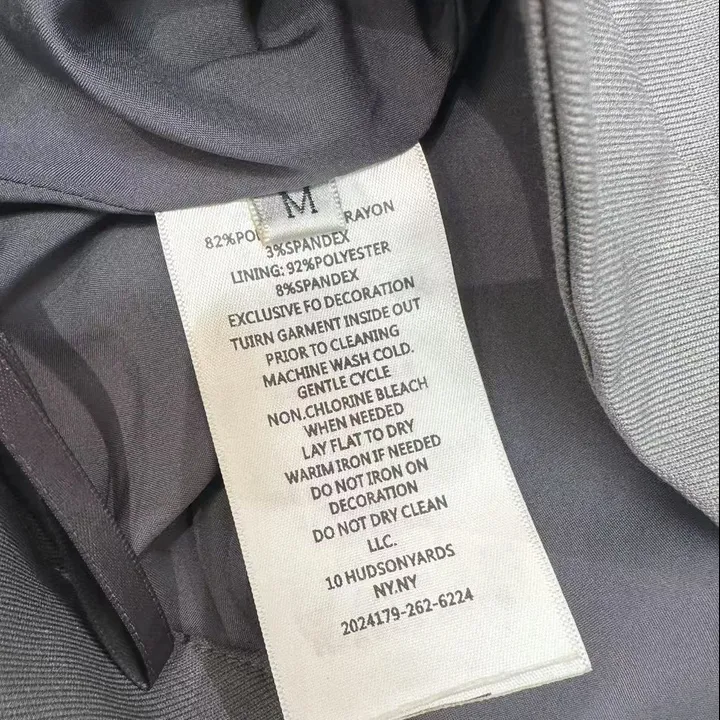 M
82%PO RAYON
3%SPANDEX
LINING: 92%POLYESTER
8%SPANDEX
EXCLUSIVE FO DECORATION
TUIRN GARMENT INSIDE OUT
PRIOR TO CLEANING
MACHINE WASH COLD.
GENTLE CYCLE
NON.CHLORINE BLEACH
WHEN NEEDED
LAY FLAT TO DRY
WARIM IRON IF NEEDED
DO NOT IRON ON
DECORATION
DO NOT DRY CLEAN
LLC.
10 HUDSONYARDS
NY.NY
2024179-262-6224